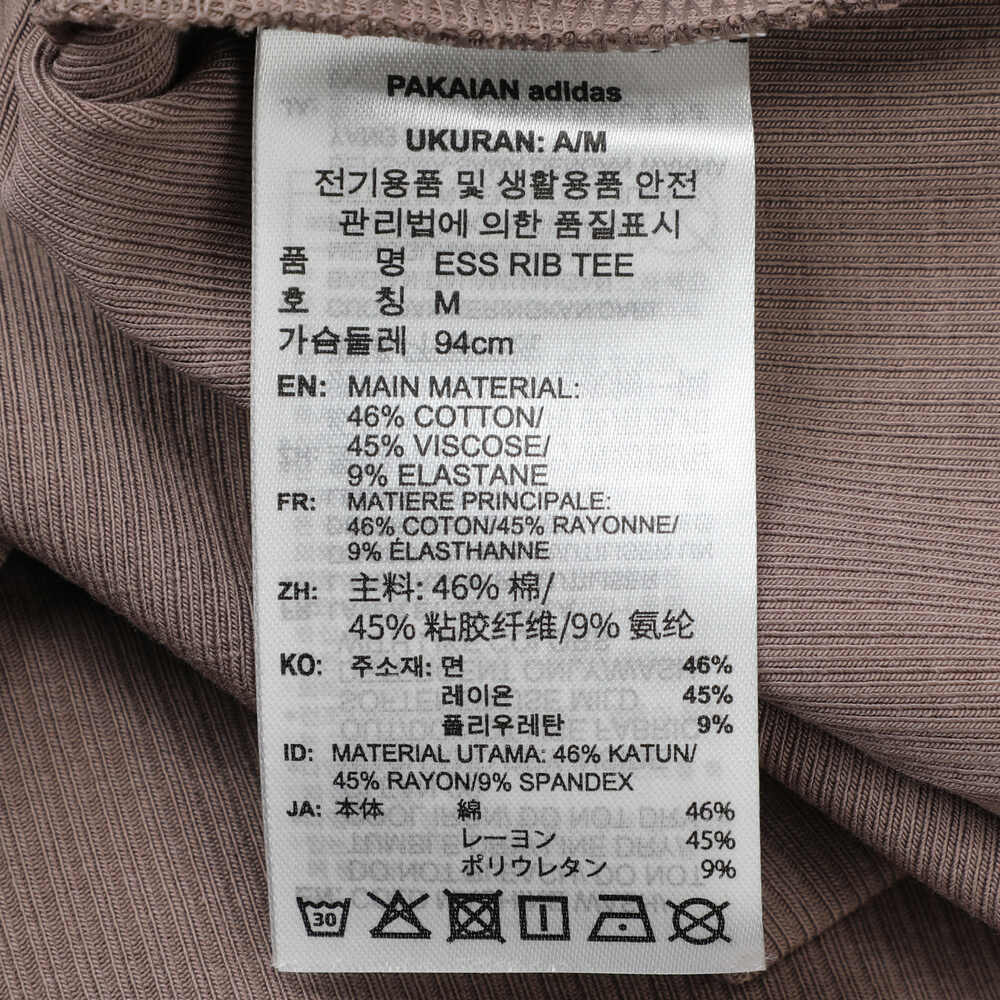 PAKAIAN adidas
UKURAN: A/M
전기용품 및 생활용품 안전
관리법에 의한 품질표시
품 명 ESS RIB TEE
호 칭 M
가슴둘레 94cm
EN: MAIN MATERIAL:
46% COTTON/
45% VISCOSE/
9% ELASTANE
FR: MATIERE PRINCIPALE:
46% COTON/45% RAYONNE/
9% ÉLASTHANNE
ZH: 主料: 46% 棉/
45% 粘胶纤维/9% 氨纶
KO: 주소재: 면 46%
레이온 45%
폴리우레탄 9%
ID: MATERIAL UTAMA: 46% KATUN/
45% RAYON/9% SPANDEX
JA: 本体 綿 46%
レーヨン 45%
ポリウレタン 9%
30